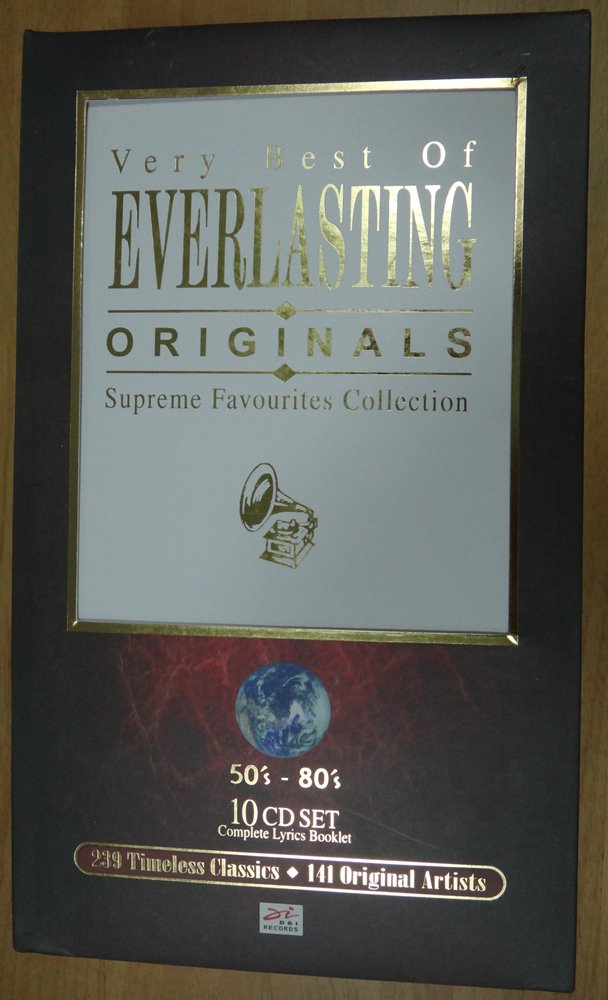 Very Best Of
EVERLASTING
ORIGINALS
Supreme Favourites Collection
50's - 80's
10 CD SET
Complete Lyrics Booklet
239 Timeless Classics ◆ 141 Original Artists
di
D & I
RECORDS